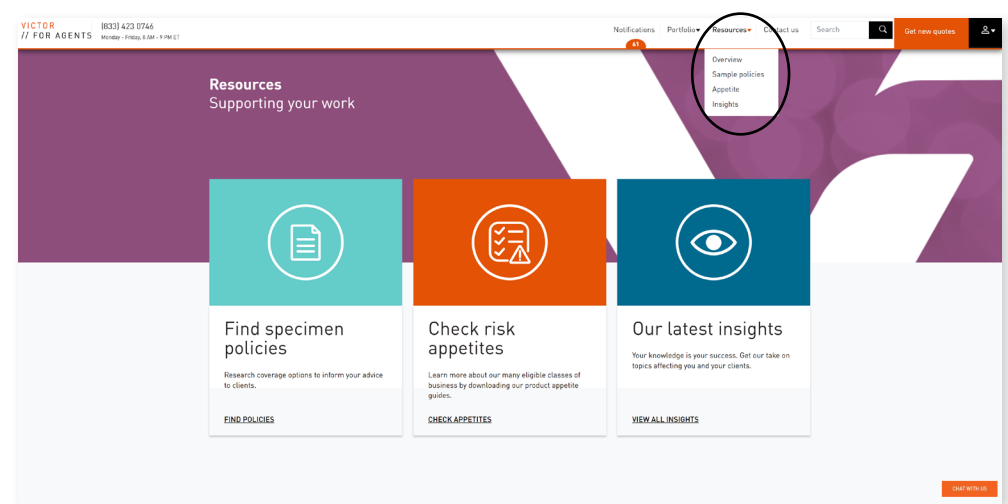 VICTOR
// FOR AGENTS
(833) 423 0746
Monday - Friday, 8 AM - 9 PM ET
Notifications
61
Portfolio
Resources
Contact us
Search
Get new quotes
Overview
Sample policies
Appetite
Insights
Resources
Supporting your work
Find specimen
policies
Research coverage options to inform your advice
to clients.
FIND POLICIES
Check risk
appetites
Learn more about our many eligible classes of
business by downloading our product appetite
guides.
CHECK APPETITES
Our latest insights
Your knowledge is your success. Get our take on
topics affecting you and your clients.
VIEW ALL INSIGHTS
CHAT WITH US